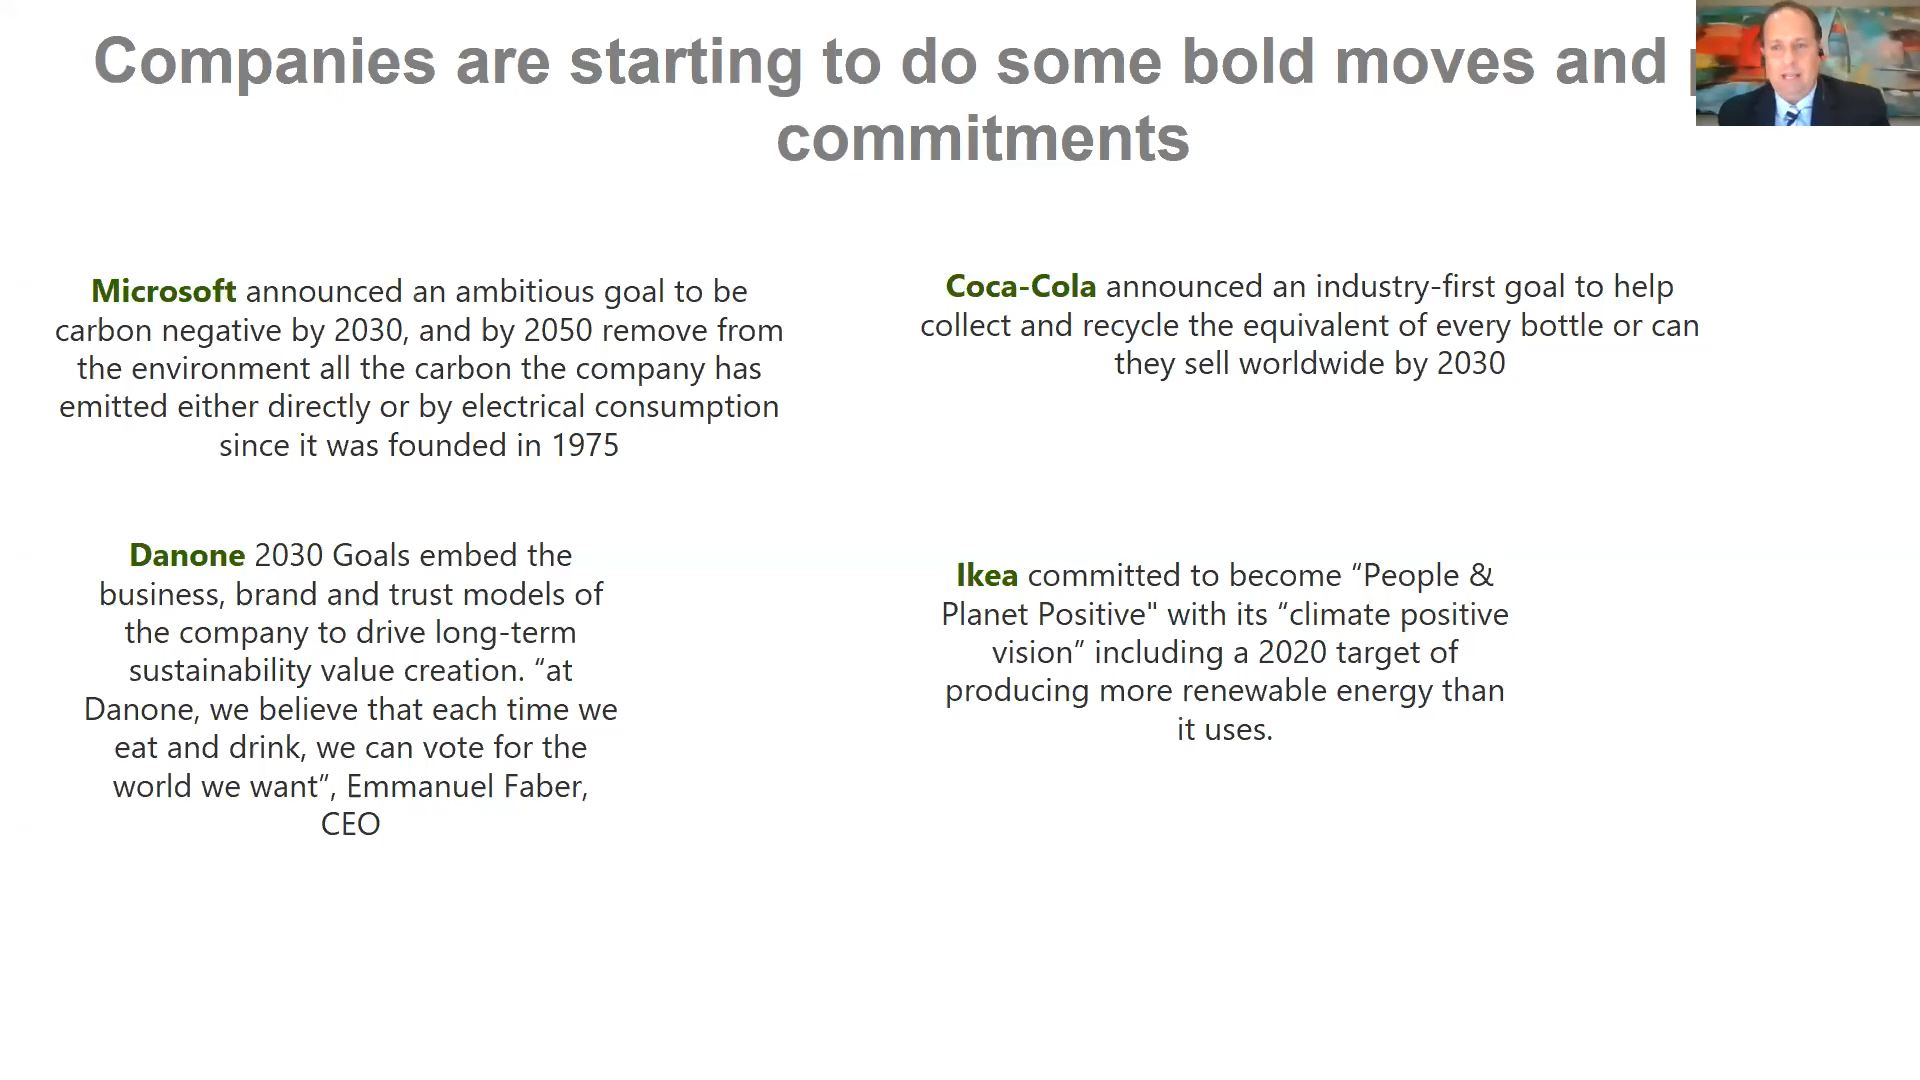 Companies are starting to do some bold moves and
commitments
Microsoft announced an ambitious goal to be
carbon negative by 2030, and by 2050 remove from
the environment all the carbon the company has
emitted either directly or by electrical consumption
since it was founded in 1975
Coca-Cola announced an industry-first goal to help
collect and recycle the equivalent of every bottle or can
they sell worldwide by 2030
Danone 2030 Goals embed the
business, brand and trust models of
the company to drive long-term
sustainability value creation. “at
Danone, we believe that each time we
eat and drink, we can vote for the
world we want”, Emmanuel Faber,
CEO
Ikea committed to become “People &
Planet Positive" with its “climate positive
vision” including a 2020 target of
producing more renewable energy than
it uses.